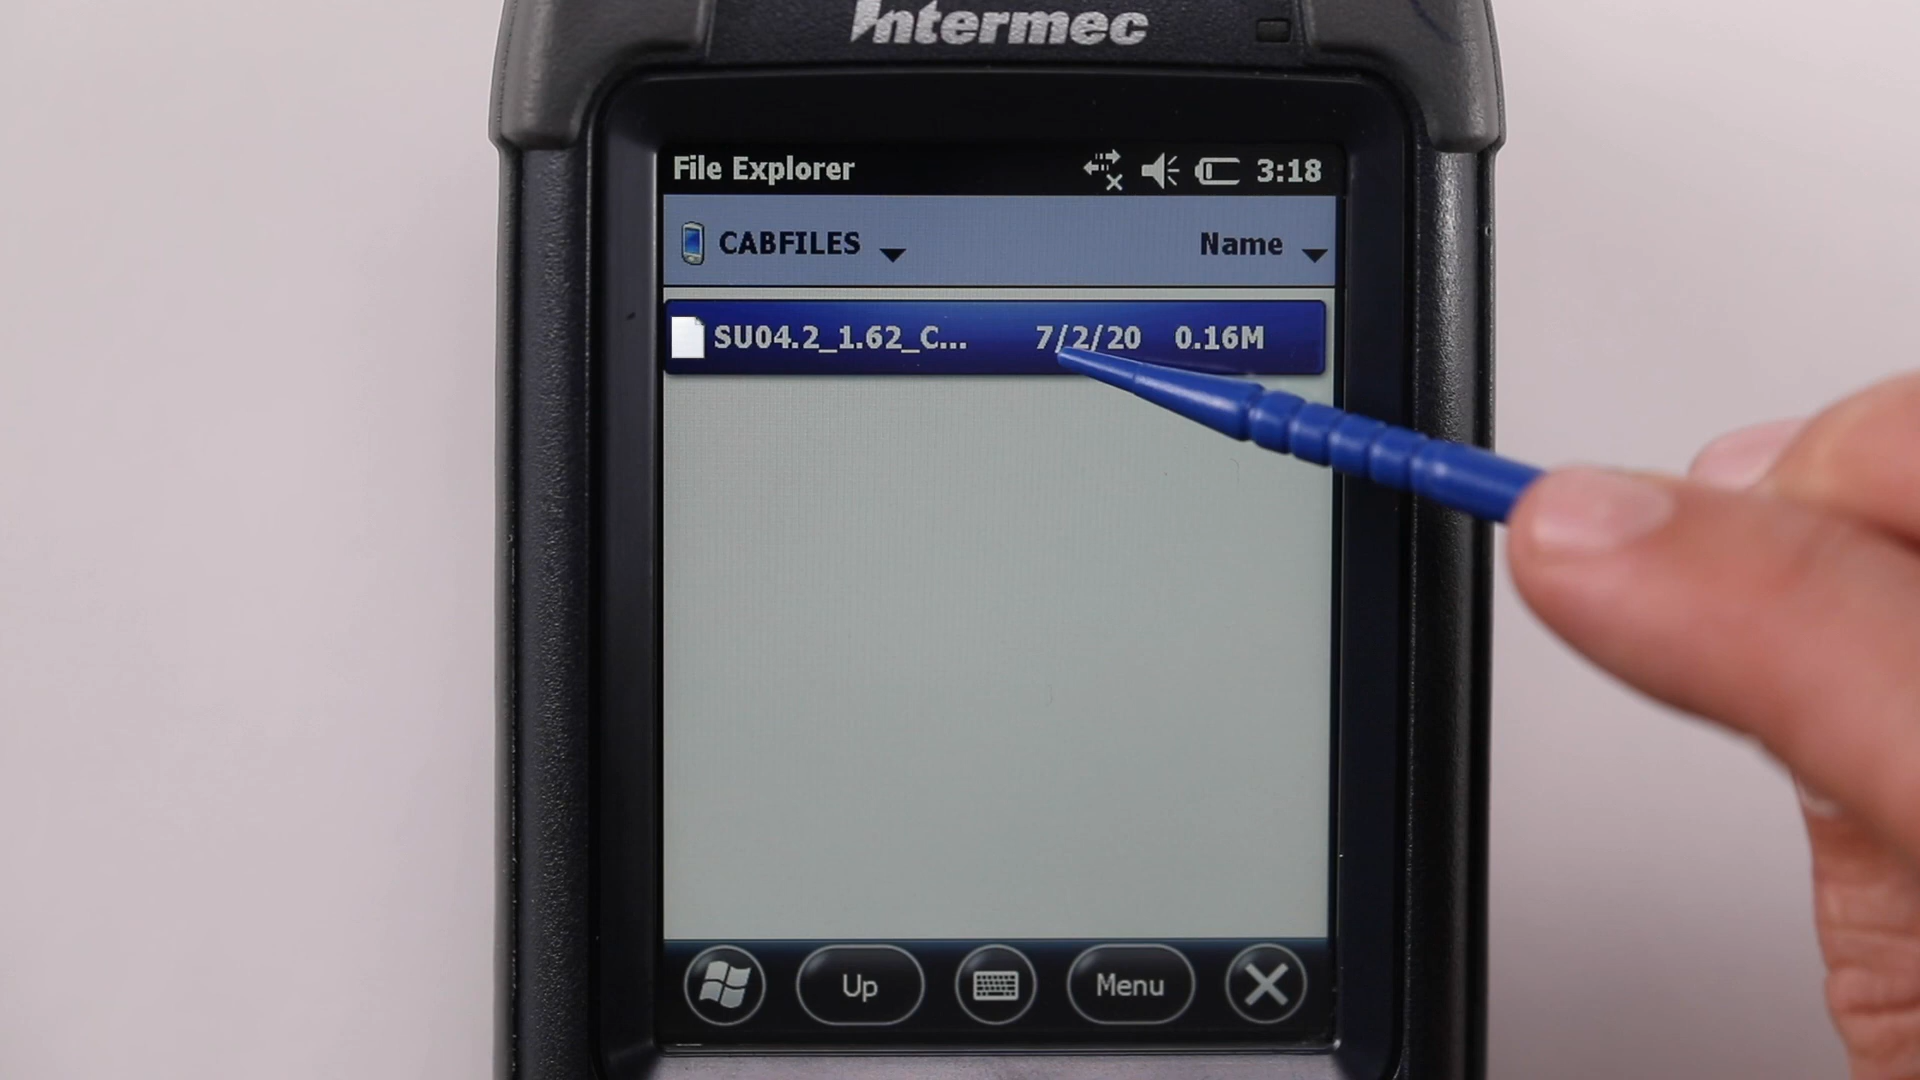 Intermec
File Explorer 3:18
CABFILES Name
SU04.2_1.62_C... 7/2/20 0.16M
Up Menu